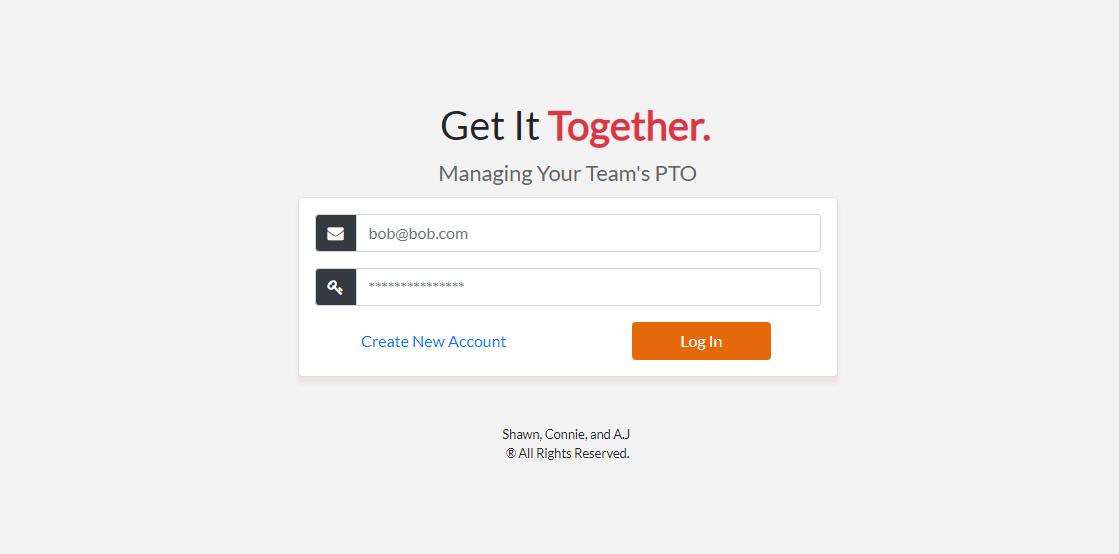 Get It Together.
Managing Your Team's PTO
bob@bob.com
***************
Create New Account
Log In
Shawn, Connie, and A.J
® All Rights Reserved.